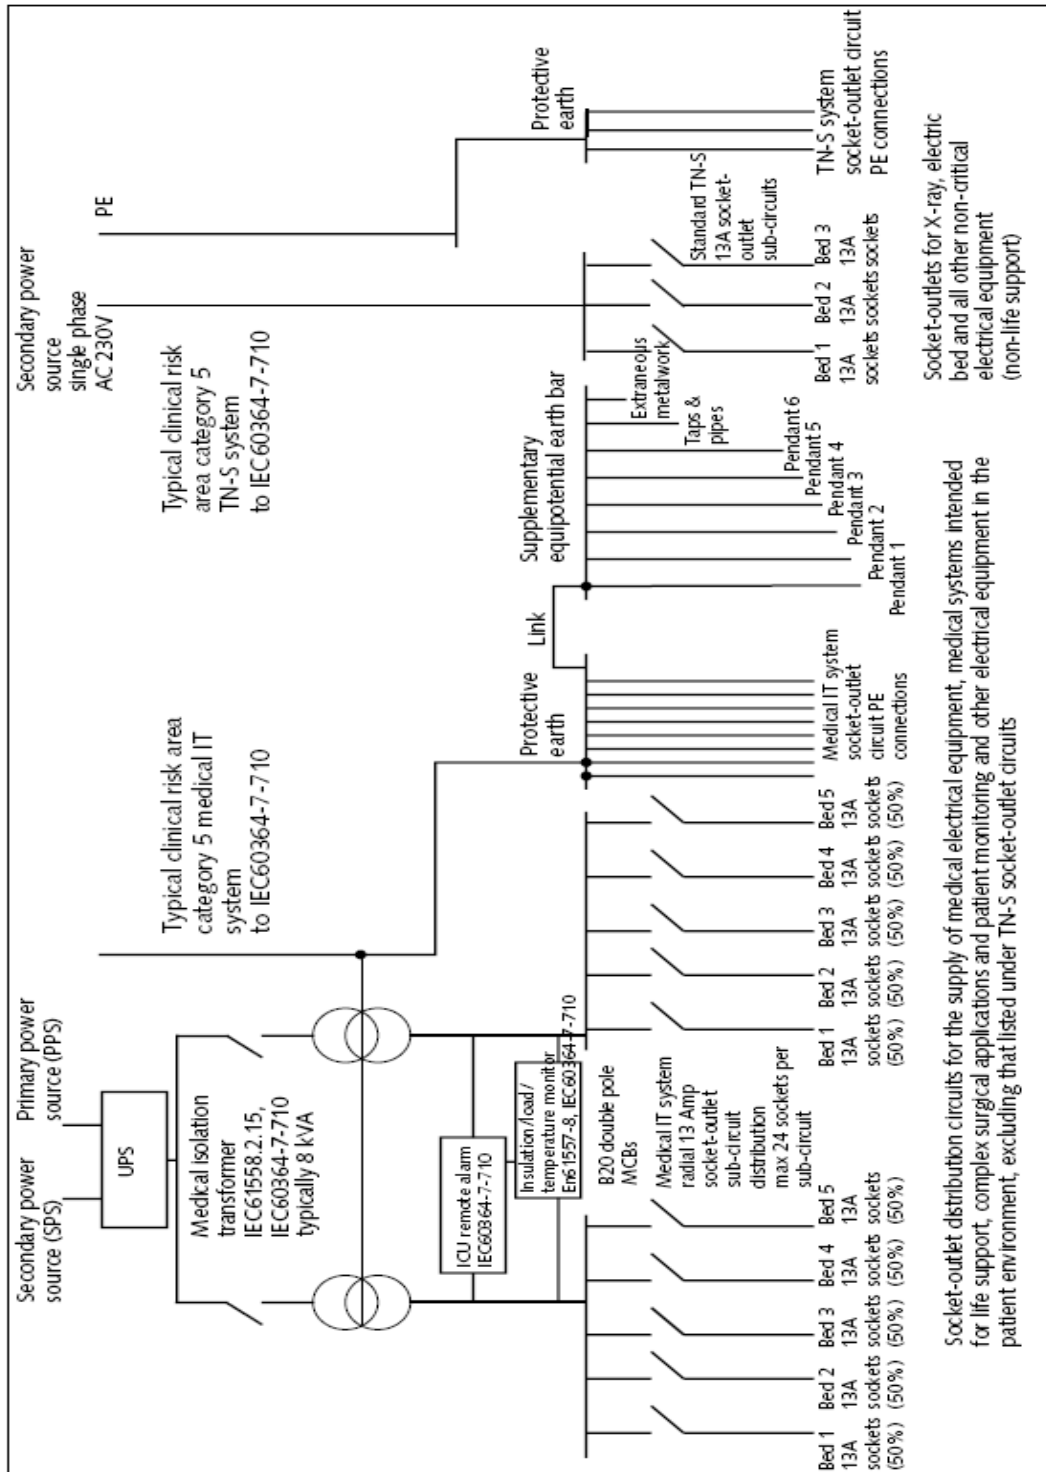 Secondary power
source (SPS)
Primary power
source (PPS)
UPS
Medical isolation
transformer
IEC61558.2.15,
IEC60364-7-710
typically 8 kVA
Typical clinical risk area
category 5 medical IT
system
to IEC60364-7-710
Secondary power
source
single phase
AC 230V
PE
Typical clinical risk
area category 5
TN-S system
to IEC60364-7-710
ICU remote alarm
IEC60364-7-710
Insulation/load/
temperature monitor
En61557-8, IEC60364-7-710
B20 double pole
MCBs
Medical IT system
radial 13 Amp
socket-outlet
sub-circuit
distribution
max 24 sockets per
sub-circuit
Protective
earth
Link
Supplementary
equipotential earth bar
Protective
earth
Bed 1
13A
sockets
(50%)
Bed 2
13A
sockets
(50%)
Bed 3
13A
sockets
(50%)
Bed 4
13A
sockets
(50%)
Bed 5
13A
sockets
(50%)
Bed 1
13A
sockets
(50%)
Bed 2
13A
sockets
(50%)
Bed 3
13A
sockets
(50%)
Bed 4
13A
sockets
(50%)
Bed 5
13A
sockets
(50%)
Medical IT system
socket-outlet
circuit PE
connections
Pendant 1
Pendant 2
Pendant 3
Pendant 4
Pendant 5
Pendant 6
Taps &
pipes
Extraneous
metalwork
Standard TN-S
13A socket-
outlet
sub-circuits
Bed 1
13A
sockets
Bed 2
13A
sockets
Bed 3
13A
sockets
TN-S system
socket-outlet circuit
PE connections
Socket-outlet distribution circuits for the supply of medical electrical equipment, medical systems intended
for life support, complex surgical applications and patient monitoring and other electrical equipment in the
patient environment, excluding that listed under TN-S socket-outlet circuits
Socket-outlets for X-ray, electric
bed and all other non-critical
electrical equipment
(non-life support)